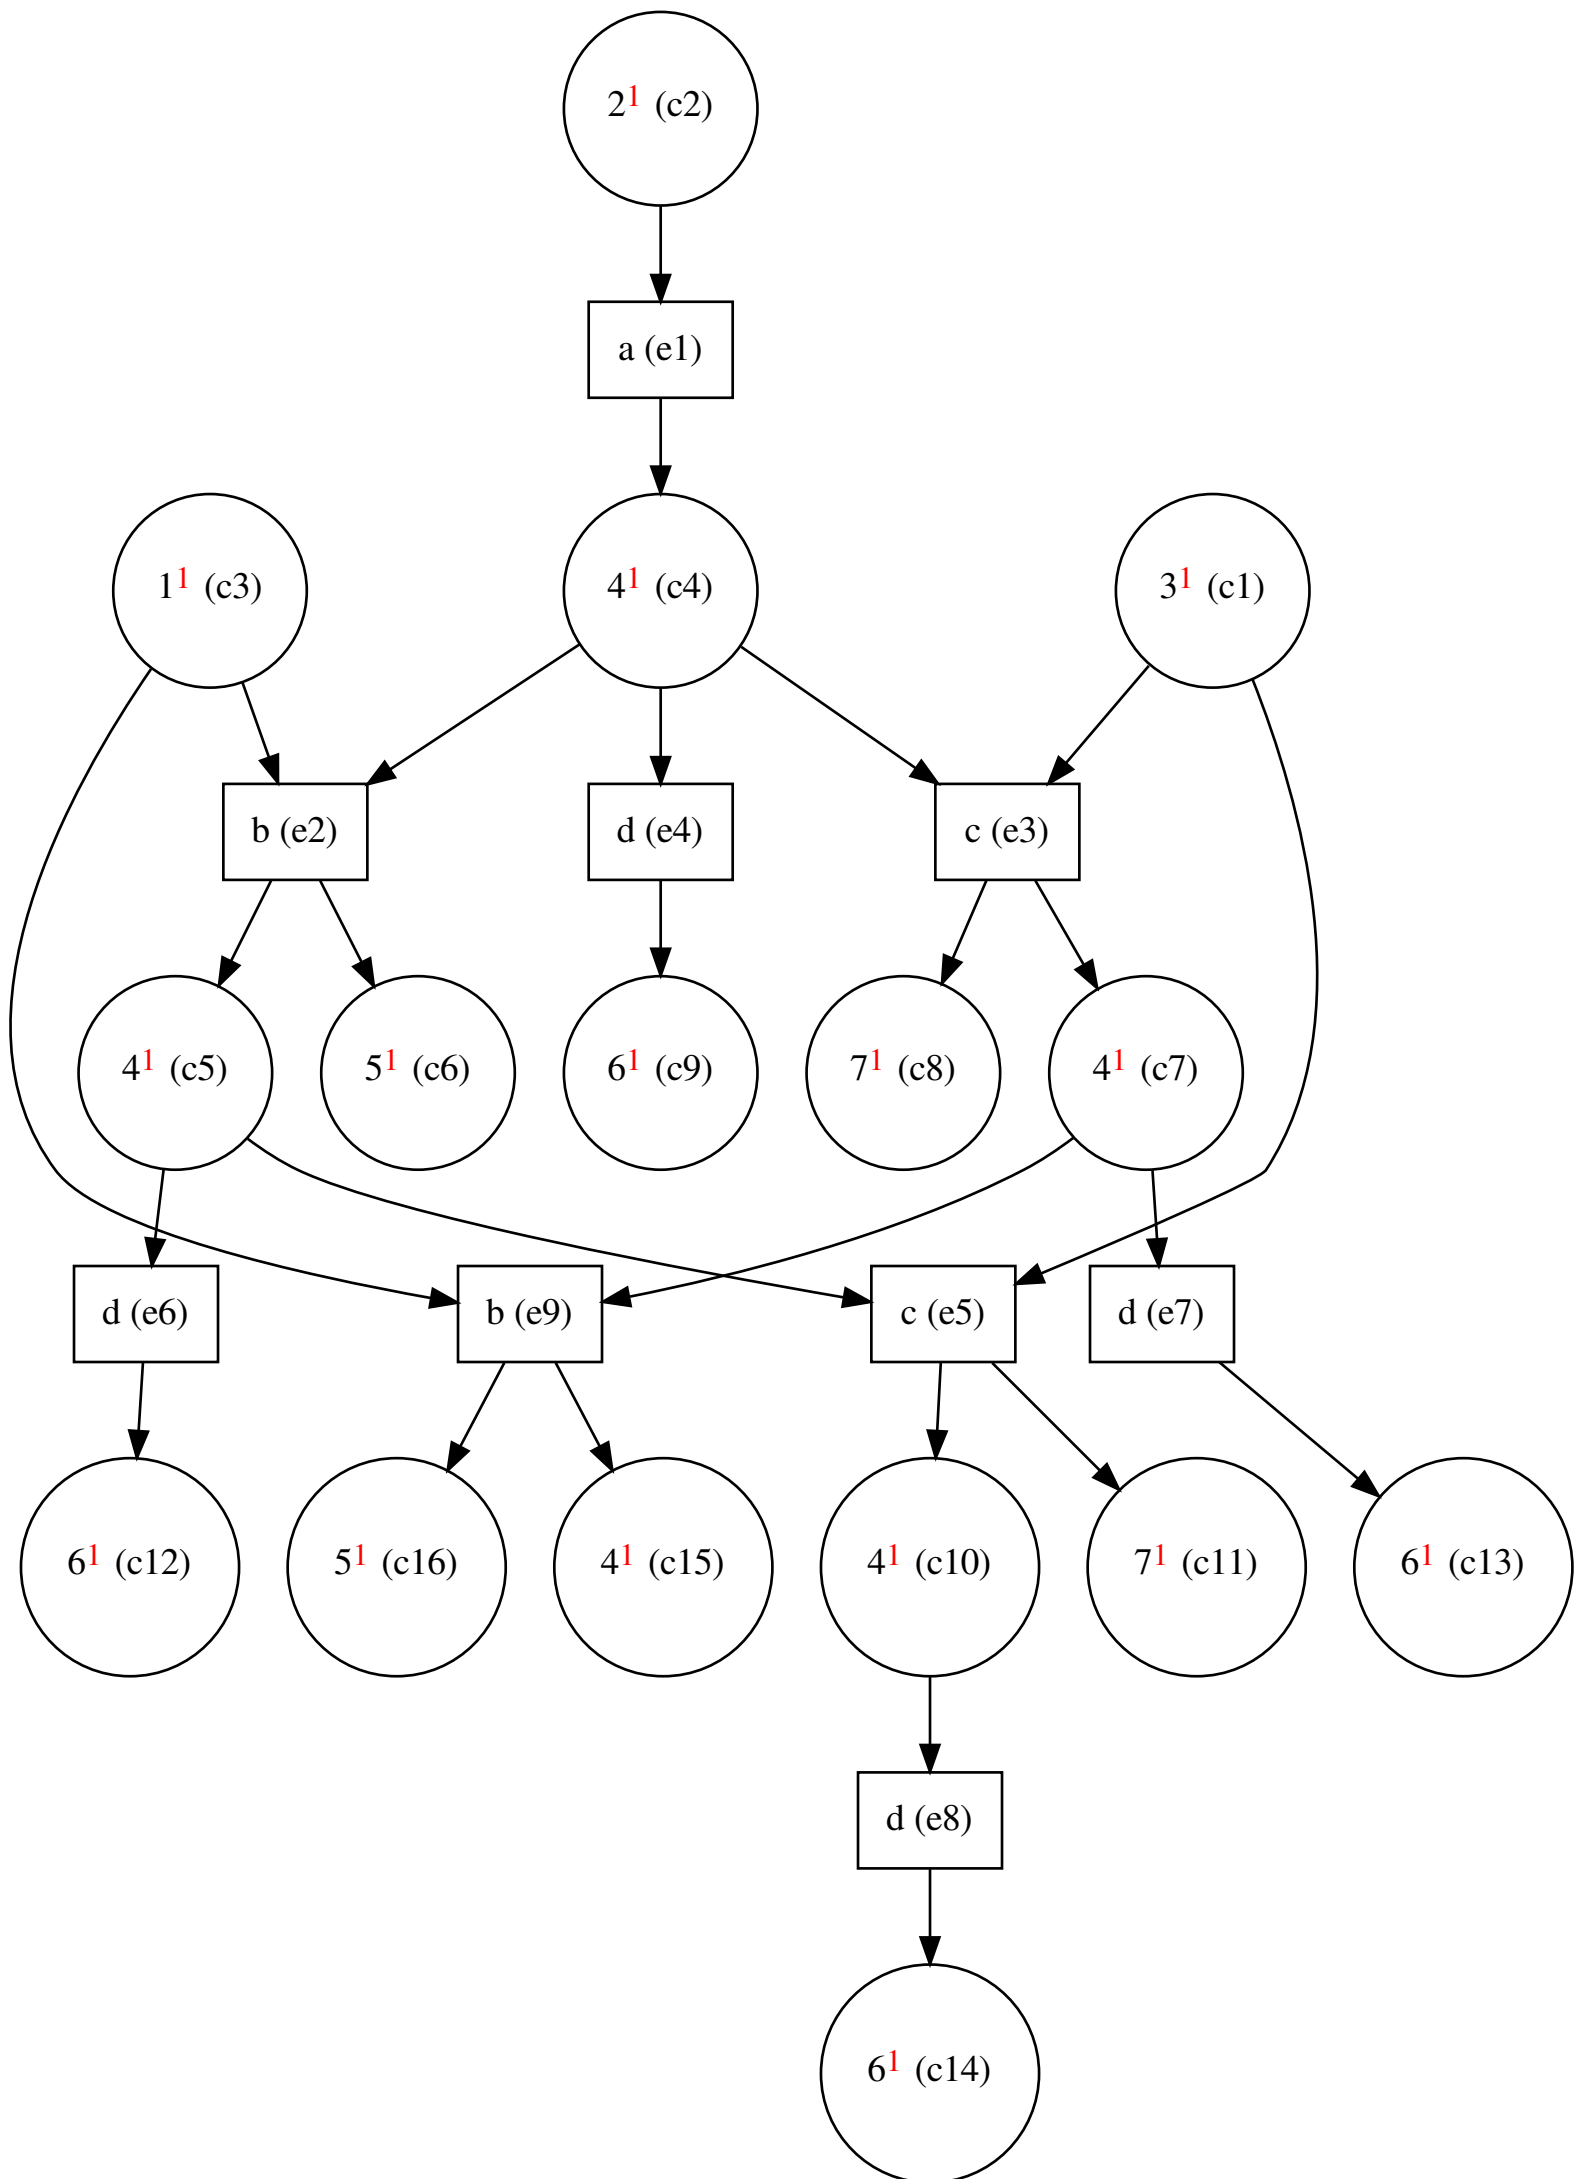 2¹ (c2)
a (e1)
1¹ (c3)
4¹ (c4)
3¹ (c1)
b (e2)
d (e4)
c (e3)
4¹ (c5)
5¹ (c6)
6¹ (c9)
7¹ (c8)
4¹ (c7)
d (e6)
b (e9)
c (e5)
d (e7)
6¹ (c12)
5¹ (c16)
4¹ (c15)
4¹ (c10)
7¹ (c11)
6¹ (c13)
d (e8)
6¹ (c14)